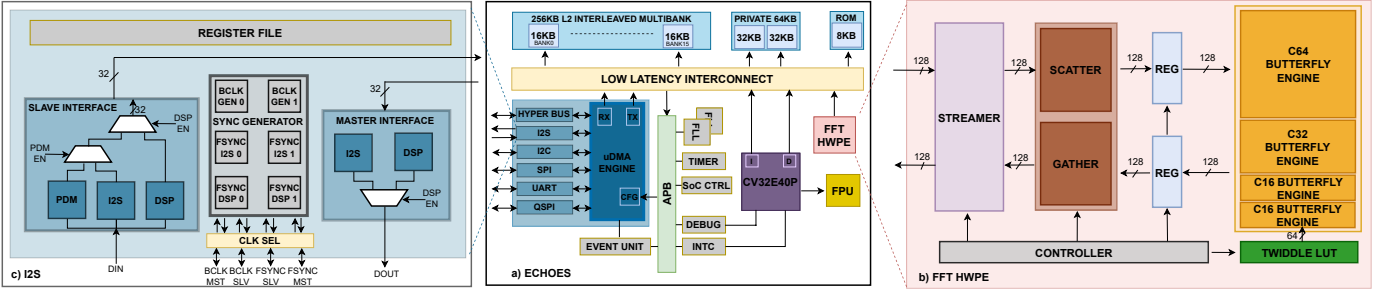 REGISTER FILE
32
SLAVE INTERFACE
32
DSP
EN
PDM
EN
PDM
I2S
DSP
DIN
BCLK
GEN 0
BCLK
GEN 1
SYNC GENERATOR
FSYNC
I2S 0
FSYNC
I2S 1
FSYNC
DSP 0
FSYNC
DSP 1
CLK SEL
BCLK
MST
BCLK
SLV
FSYNC
SLV
FSYNC
MST
32
MASTER INTERFACE
I2S
DSP
DSP
EN
DOUT
c) I2S
256KB L2 INTERLEAVED MULTIBANK
16KB
BANK0
16KB
BANK15
PRIVATE 64KB
32KB
32KB
ROM
8KB
LOW LATENCY INTERCONNECT
HYPER BUS
I2S
I2C
SPI
UART
QSPI
RX
TX
uDMA
ENGINE
CFG
EVENT UNIT
APB
FLL
TIMER
SoC CTRL
DEBUG
INTC
I
D
CV32E40P
FPU
FFT
HWPE
a) ECHOES
128
128
STREAMER
128
128
SCATTER
GATHER
128
128
REG
REG
128
128
C64
BUTTERFLY
ENGINE
C32
BUTTERFLY
ENGINE
C16 BUTTERFLY
ENGINE
C16 BUTTERFLY
ENGINE
64
CONTROLLER
TWIDDLE LUT
b) FFT HWPE